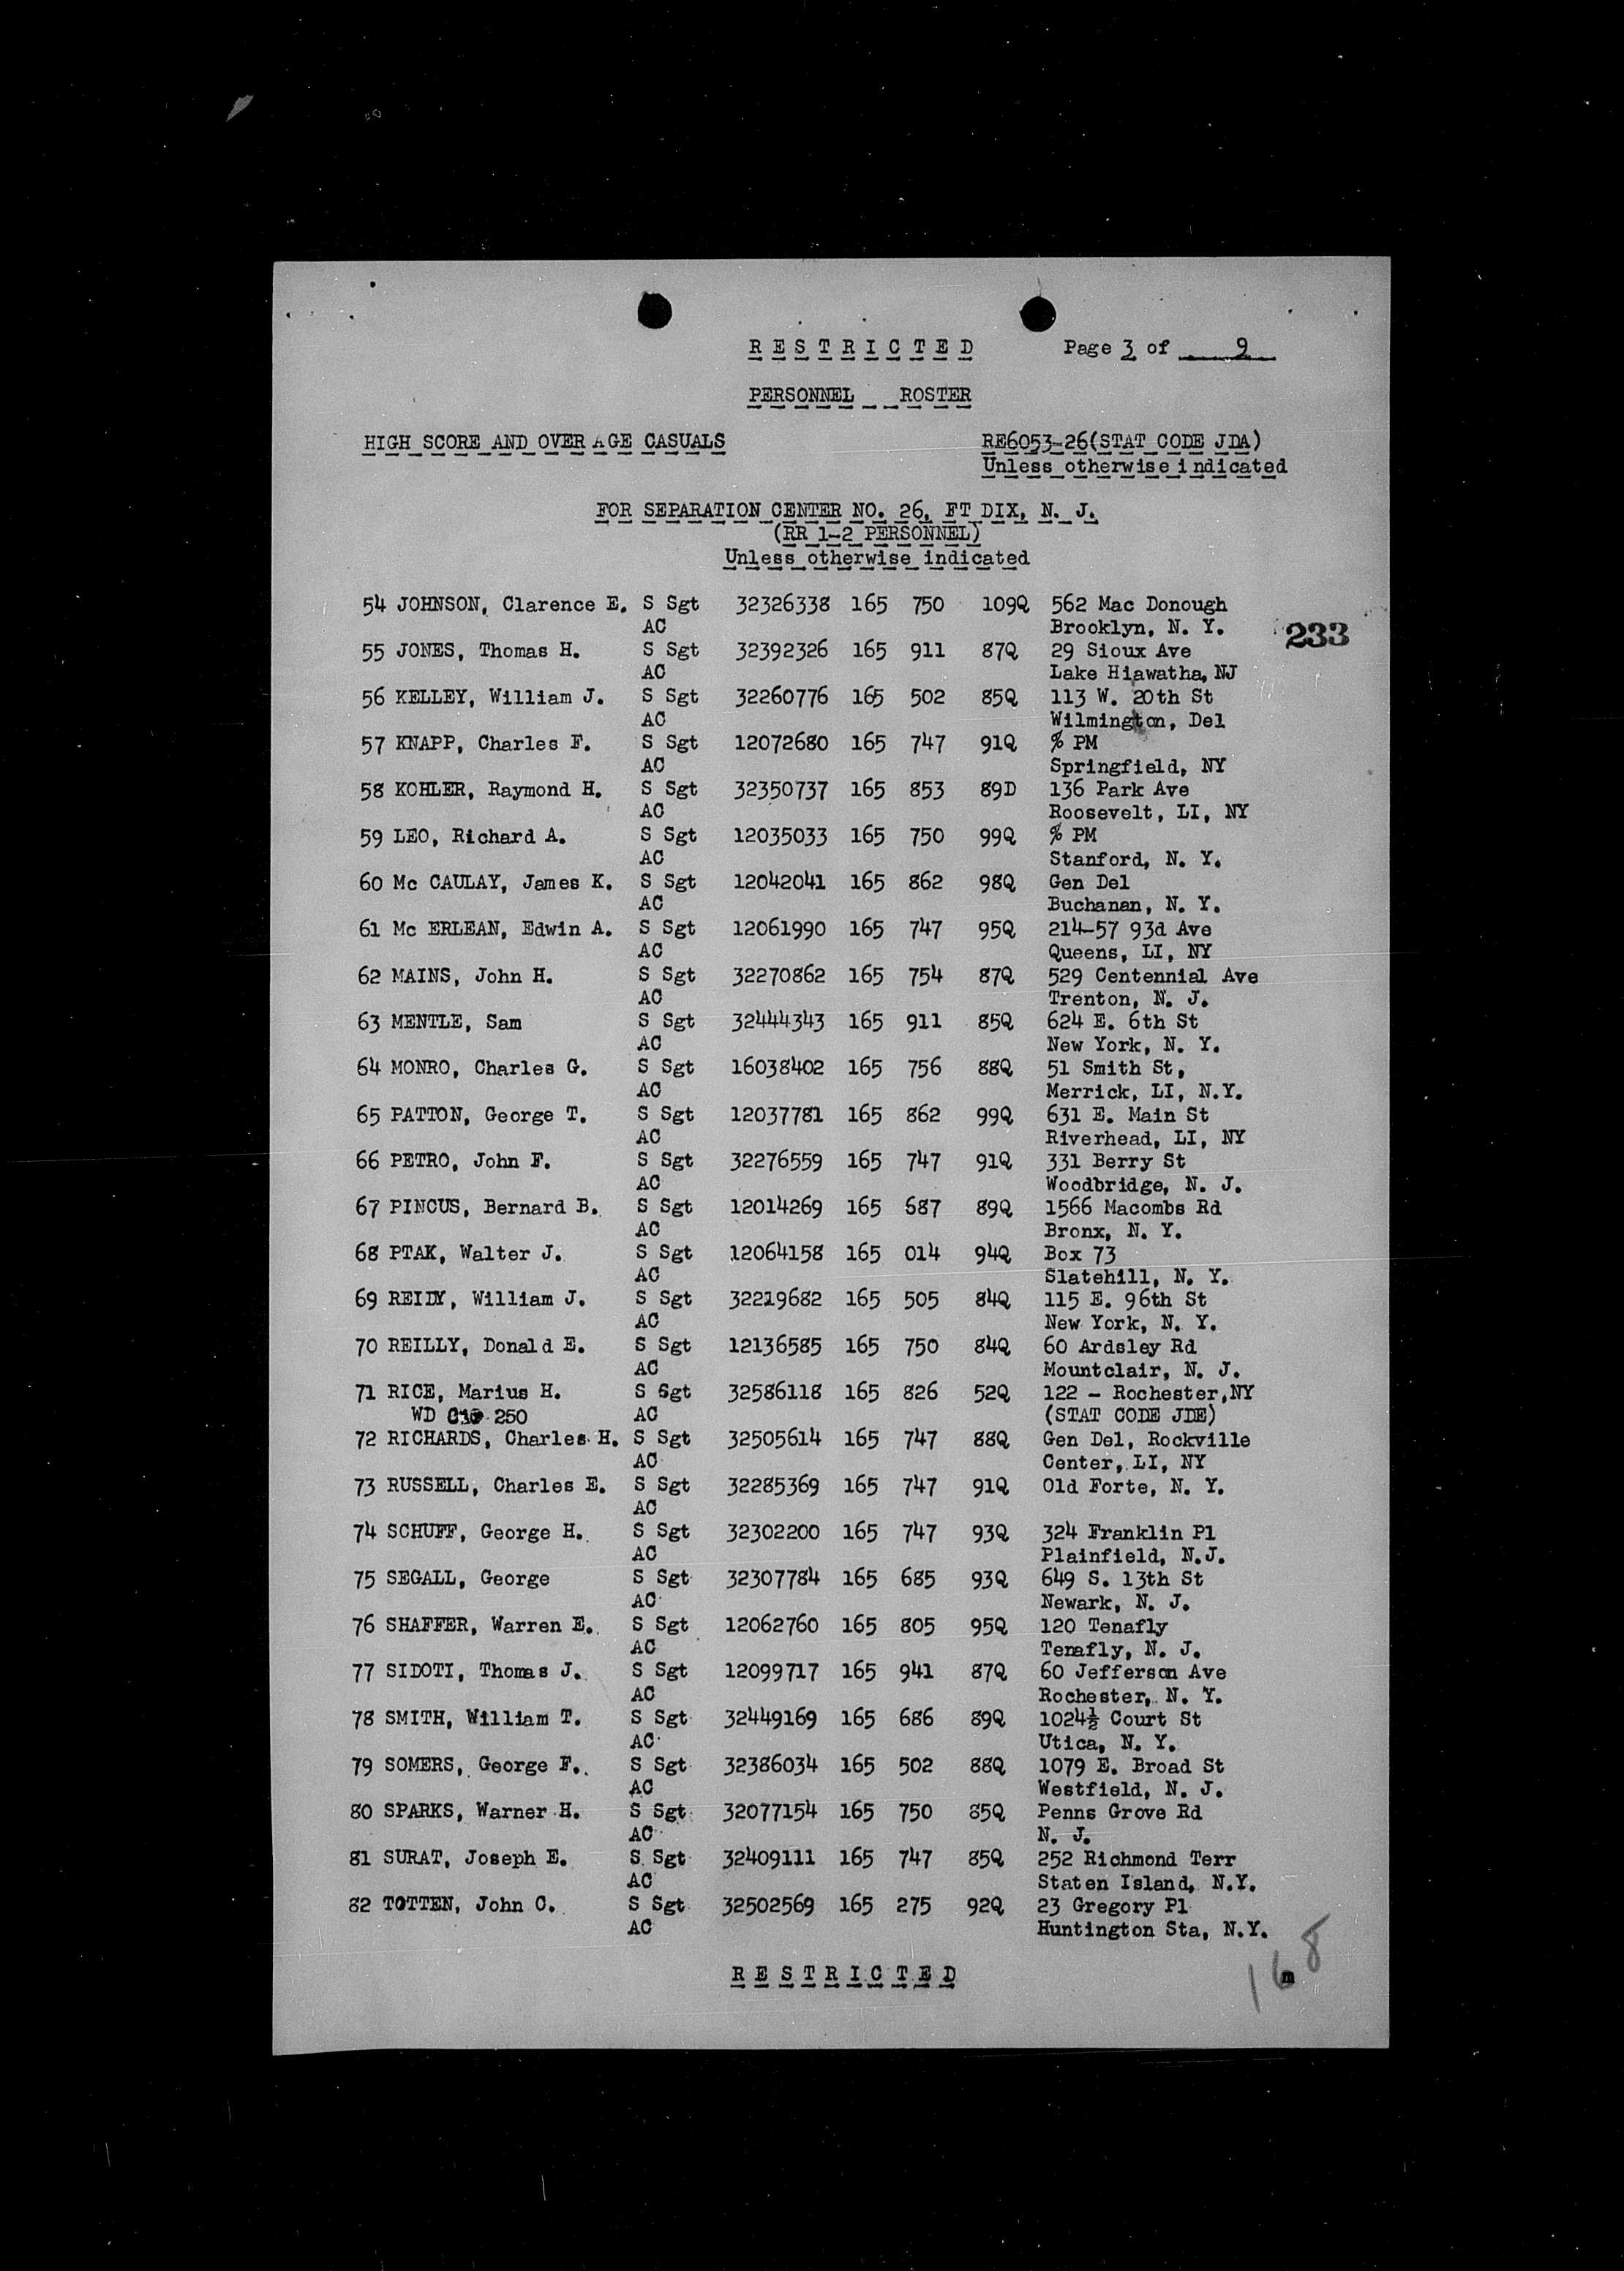 RESTRICTED Page 3 of 9
PERSONNEL ROSTER
HIGH SCORE AND OVER AGE CASUALS RE6053-26(STAT CODE JDA)
Unless otherwise indicated
FOR SEPARATION CENTER NO. 26, FT DIX, N. J.
(RR 1-2 PERSONNEL)
Unless otherwise indicated
54 JOHNSON, Clarence E. S Sgt 32326338 165 750 109Q 562 Mac Donough
AC Brooklyn, N. Y.
233
55 JONES, Thomas H. S Sgt 32392326 165 911 87Q 29 Sioux Ave
AC Lake Hiawatha, NJ
56 KELLEY, William J. S Sgt 32260776 165 502 85Q 113 W. 20th St
AC Wilmington, Del
57 KNAPP, Charles F. S Sgt 12072680 165 747 91Q % PM
AC Springfield, NY
58 KOHLER, Raymond H. S Sgt 32350737 165 853 89D 136 Park Ave
AC Roosevelt, LI, NY
59 LEO, Richard A. S Sgt 12035033 165 750 99Q % PM
AC Stanford, N. Y.
60 Mc CAULAY, James K. S Sgt 12042041 165 862 98Q Gen Del
AC Buchanan, N. Y.
61 Mc ERLEAN, Edwin A. S Sgt 12061990 165 747 95Q 214-57 93d Ave
AC Queens, LI, NY
62 MAINS, John H. S Sgt 32270862 165 754 87Q 529 Centennial Ave
AC Trenton, N. J.
63 MENTLE, Sam S Sgt 32444343 165 911 85Q 624 E. 6th St
AC New York, N. Y.
64 MONRO, Charles G. S Sgt 16038402 165 756 88Q 51 Smith St,
AC Merrick, LI, N.Y.
65 PATTON, George T. S Sgt 12037781 165 862 99Q 631 E. Main St
AC Riverhead, LI, NY
66 PETRO, John F. S Sgt 32276559 165 747 91Q 331 Berry St
AC Woodbridge, N. J.
67 PINCUS, Bernard B. S Sgt 12014269 165 687 89Q 1566 Macombs Rd
AC Bronx, N. Y.
68 PTAK, Walter J. S Sgt 12064158 165 014 94Q Box 73
AC Slatehill, N. Y.
69 REIDY, William J. S Sgt 32219682 165 505 84Q 115 E. 96th St
AC New York, N. Y.
70 REILLY, Donald E. S Sgt 12136585 165 750 84Q 60 Ardsley Rd
AC Mountclair, N. J.
71 RICE, Marius H. S Sgt 32586118 165 826 52Q 122 - Rochester,NY
WD 250 AC (STAT CODE JDE)
72 RICHARDS, Charles H. S Sgt 32505614 165 747 88Q Gen Del, Rockville
AC Center, LI, NY
73 RUSSELL, Charles E. S Sgt 32285369 165 747 91Q Old Forte, N. Y.
AC
74 SCHUFF, George H. S Sgt 32302200 165 747 93Q 324 Franklin Pl
AC Plainfield, N.J.
75 SEGALL, George S Sgt 32307784 165 685 93Q 649 S. 13th St
AC Newark, N. J.
76 SHAFFER, Warren E. S Sgt 12062760 165 805 95Q 120 Tenafly
AC Tenafly, N. J.
77 SIDOTI, Thomas J. S Sgt 12099717 165 941 87Q 60 Jefferson Ave
AC Rochester, N. Y.
78 SMITH, William T. S Sgt 32449169 165 686 89Q 1024½ Court St
AC Utica, N. Y.
79 SOMERS, George F. S Sgt 32386034 165 502 88Q 1079 E. Broad St
AC Westfield, N. J.
80 SPARKS, Warner H. S Sgt 32077154 165 750 85Q Penns Grove Rd
AC N. J.
81 SURAT, Joseph E. S Sgt 32409111 165 747 85Q 252 Richmond Terr
AC Staten Island, N.Y.
82 TOTTEN, John C. S Sgt 32502569 165 275 92Q 23 Gregory Pl
AC Huntington Sta, N.Y.
RESTRICTED 168
m